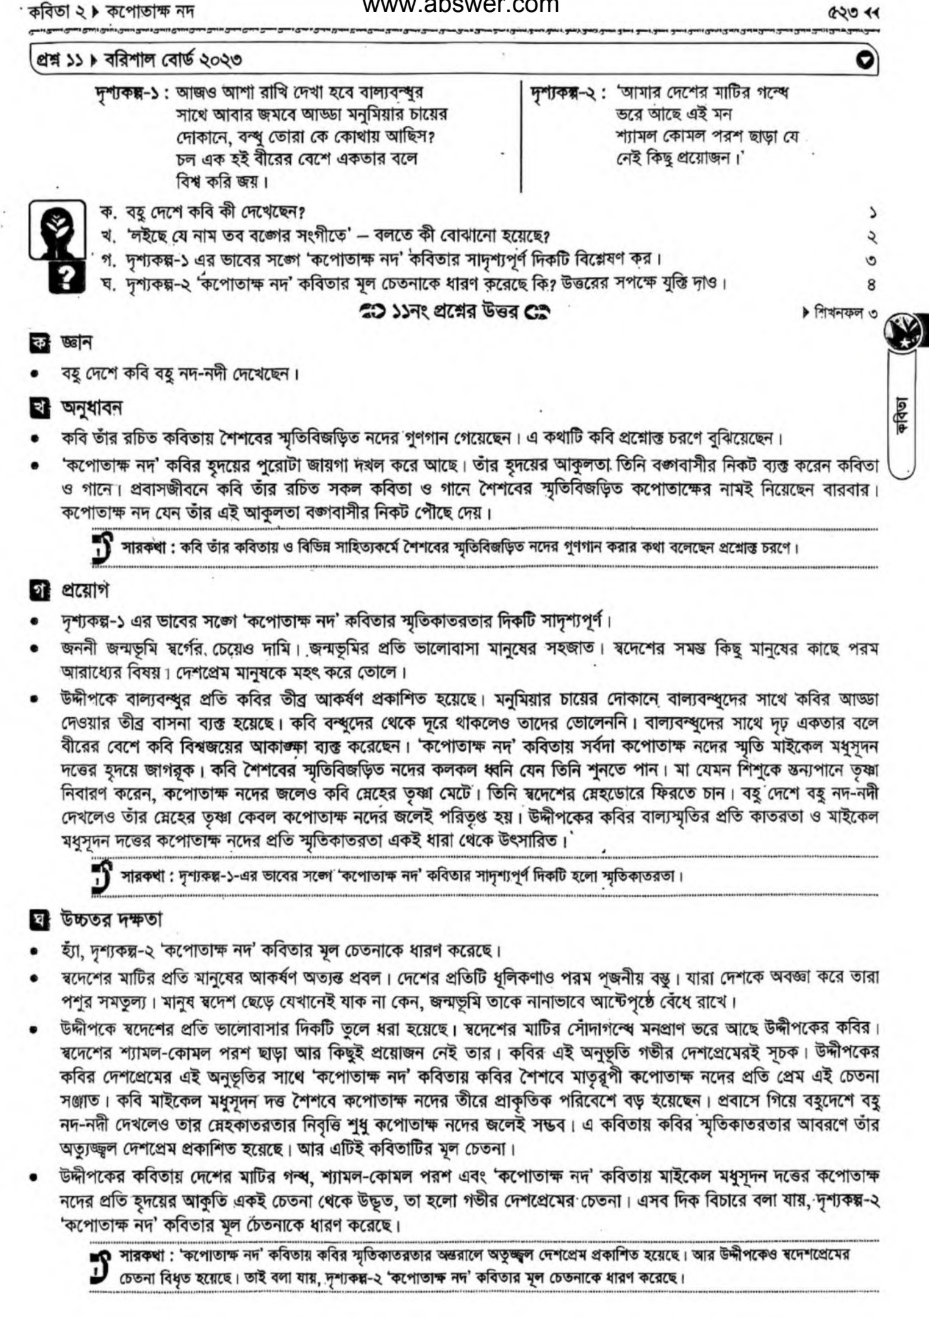 www.abswer.com
কবিতা ২ ▶ কপোতাক্ষ নদ
৫২৩ ◀◀
প্রশ্ন ১১ ▶ বরিশাল বোর্ড ২০২৩
দৃশ্যকল্প-১ : আজও আশা রাখি দেখা হবে বাল্যবন্ধুর
সাথে আবার জমবে আড্ডা মনুমিয়ার চায়ের
দোকানে, বন্ধু তোরা কে কোথায় আছিস?
চল এক হই বীরের বেশে একতার বলে
বিশ্ব করি জয়।
দৃশ্যকল্প-২ : 'আমার দেশের মাটির গন্ধে
ভরে আছে এই মন
শ্যামল কোমল পরশ ছাড়া যে
নেই কিছু প্রয়োজন।'
ক. বহু দেশে কবি কী দেখেছেন? ১
খ. 'লইছে যে নাম তব বঙ্গের সংগীতে' – বলতে কী বোঝানো হয়েছে? ২
গ. দৃশ্যকল্প-১ এর ভাবের সঙ্গে 'কপোতাক্ষ নদ' কবিতার সাদৃশ্যপূর্ণ দিকটি বিশ্লেষণ কর। ৩
ঘ. দৃশ্যকল্প-২ 'কপোতাক্ষ নদ' কবিতার মূল চেতনাকে ধারণ করেছে কি? উত্তরের সপক্ষে যুক্তি দাও। ৪
১১নং প্রশ্নের উত্তর
▶ শিখনফল ৩
কবিতা
ক জ্ঞান
• বহু দেশে কবি বহু নদ-নদী দেখেছেন।
খ অনুধাবন
• কবি তাঁর রচিত কবিতায় শৈশবের স্মৃতিবিজড়িত নদের গুণগান গেয়েছেন। এ কথাটি কবি প্রশ্নোক্ত চরণে বুঝিয়েছেন।
• 'কপোতাক্ষ নদ' কবির হৃদয়ের পুরোটা জায়গা দখল করে আছে। তাঁর হৃদয়ের আকুলতা তিনি বঙ্গবাসীর নিকট ব্যক্ত করেন কবিতা
ও গানে। প্রবাসজীবনে কবি তাঁর রচিত সকল কবিতা ও গানে শৈশবের স্মৃতিবিজড়িত কপোতাক্ষের নামই নিয়েছেন বারবার।
কপোতাক্ষ নদ যেন তাঁর এই আকুলতা বঙ্গবাসীর নিকট পৌঁছে দেয়।
সারকথা : কবি তাঁর কবিতায় ও বিভিন্ন সাহিত্যকর্মে শৈশবের স্মৃতিবিজড়িত নদের গুণগান করার কথা বলেছেন প্রশ্নোক্ত চরণে।
গ প্রয়োগ
• দৃশ্যকল্প-১ এর ভাবের সঙ্গে 'কপোতাক্ষ নদ' কবিতার স্মৃতিকাতরতার দিকটি সাদৃশ্যপূর্ণ।
• জননী জন্মভূমি স্বর্গের চেয়েও দামি। জন্মভূমির প্রতি ভালোবাসা মানুষের সহজাত। স্বদেশের সমস্ত কিছু মানুষের কাছে পরম
আরাধ্যের বিষয়। দেশপ্রেম মানুষকে মহৎ করে তোলে।
• উদ্দীপকে বাল্যবন্ধুর প্রতি কবির তীব্র আকর্ষণ প্রকাশিত হয়েছে। মনুমিয়ার চায়ের দোকানে বাল্যবন্ধুদের সাথে কবির আড্ডা
দেওয়ার তীব্র বাসনা ব্যক্ত হয়েছে। কবি বন্ধুদের থেকে দূরে থাকলেও তাদের ভোলেননি। বাল্যবন্ধুদের সাথে দৃঢ় একতার বলে
বীরের বেশে কবি বিশ্বজয়ের আকাঙ্ক্ষা ব্যক্ত করেছেন। 'কপোতাক্ষ নদ' কবিতায় সর্বদা কপোতাক্ষ নদের স্মৃতি মাইকেল মধুসূদন
দত্তের হৃদয়ে জাগরূক। কবি শৈশবের স্মৃতিবিজড়িত নদের কলকল ধ্বনি যেন তিনি শুনতে পান। মা যেমন শিশুকে স্তন্যপানে তৃষ্ণা
নিবারণ করেন, কপোতাক্ষ নদের জলেও কবি স্নেহের তৃষ্ণা মেটে। তিনি স্বদেশের স্নেহডোরে ফিরতে চান। বহু দেশে বহু নদ-নদী
দেখলেও তাঁর স্নেহের তৃষ্ণা কেবল কপোতাক্ষ নদের জলেই পরিতৃপ্ত হয়। উদ্দীপকের কবির বাল্যস্মৃতির প্রতি কাতরতা ও মাইকেল
মধুসূদন দত্তের কপোতাক্ষ নদের প্রতি স্মৃতিকাতরতা একই ধারা থেকে উৎসারিত।
সারকথা : দৃশ্যকল্প-১-এর ভাবের সঙ্গে 'কপোতাক্ষ নদ' কবিতার সাদৃশ্যপূর্ণ দিকটি হলো স্মৃতিকাতরতা।
ঘ উচ্চতর দক্ষতা
• হ্যাঁ, দৃশ্যকল্প-২ 'কপোতাক্ষ নদ' কবিতার মূল চেতনাকে ধারণ করেছে।
• স্বদেশের মাটির প্রতি মানুষের আকর্ষণ অত্যন্ত প্রবল। দেশের প্রতিটি ধূলিকণাও পরম পূজনীয় বস্তু। যারা দেশকে অবজ্ঞা করে তারা
পশুর সমতুল্য। মানুষ স্বদেশ ছেড়ে যেখানেই যাক না কেন, জন্মভূমি তাকে নানাভাবে আষ্টেপৃষ্ঠে বেঁধে রাখে।
• উদ্দীপকে স্বদেশের প্রতি ভালোবাসার দিকটি তুলে ধরা হয়েছে। স্বদেশের মাটির সোঁদাগন্ধে মনপ্রাণ ভরে আছে উদ্দীপকের কবির।
স্বদেশের শ্যামল-কোমল পরশ ছাড়া আর কিছুই প্রয়োজন নেই তার। কবির এই অনুভূতি গভীর দেশপ্রেমেরই সূচক। উদ্দীপকের
কবির দেশপ্রেমের এই অনুভূতির সাথে 'কপোতাক্ষ নদ' কবিতায় কবির শৈশবে মাতৃরূপী কপোতাক্ষ নদের প্রতি প্রেম এই চেতনা
সঞ্জাত। কবি মাইকেল মধুসূদন দত্ত শৈশবে কপোতাক্ষ নদের তীরে প্রাকৃতিক পরিবেশে বড় হয়েছেন। প্রবাসে গিয়ে বহুদেশে বহু
নদ-নদী দেখলেও তার স্নেহকাতরতার নিবৃত্তি শুধু কপোতাক্ষ নদের জলেই সম্ভব। এ কবিতায় কবির স্মৃতিকাতরতার আবরণে তাঁর
অত্যুজ্জ্বল দেশপ্রেম প্রকাশিত হয়েছে। আর এটিই কবিতাটির মূল চেতনা।
• উদ্দীপকের কবিতায় দেশের মাটির গন্ধ, শ্যামল-কোমল পরশ এবং 'কপোতাক্ষ নদ' কবিতায় মাইকেল মধুসূদন দত্তের কপোতাক্ষ
নদের প্রতি হৃদয়ের আকুতি একই চেতনা থেকে উদ্ভূত, তা হলো গভীর দেশপ্রেমের চেতনা। এসব দিক বিচারে বলা যায়, দৃশ্যকল্প-২
'কপোতাক্ষ নদ' কবিতার মূল চেতনাকে ধারণ করেছে।
সারকথা : 'কপোতাক্ষ নদ' কবিতায় কবির স্মৃতিকাতরতার অন্তরালে অত্যুজ্জ্বল দেশপ্রেম প্রকাশিত হয়েছে। আর উদ্দীপকেও স্বদেশপ্রেমের
চেতনা বিধৃত হয়েছে। তাই বলা যায়, দৃশ্যকল্প-২ 'কপোতাক্ষ নদ' কবিতার মূল চেতনাকে ধারণ করেছে।